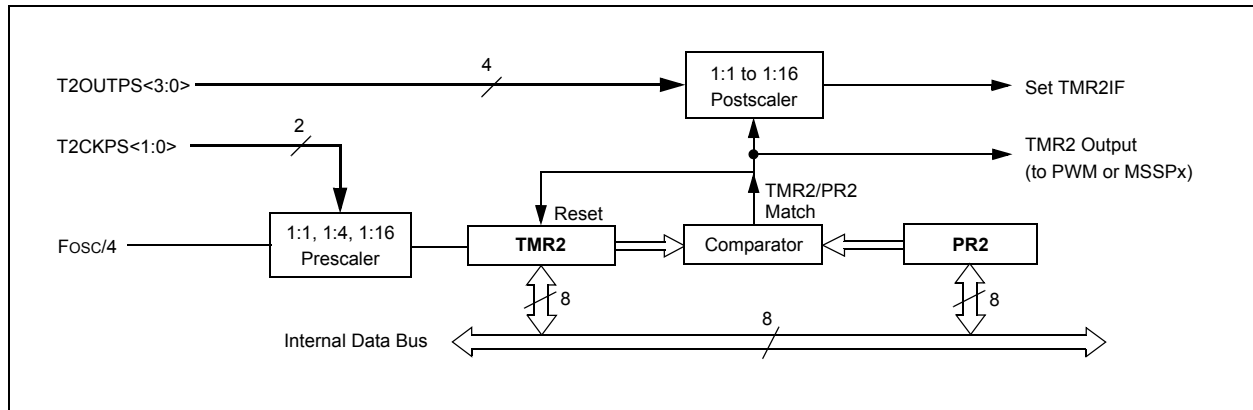 T2OUTPS<3:0>
4
1:1 to 1:16
Postscaler
Set TMR2IF
T2CKPS<1:0>
2
TMR2 Output
(to PWM or MSSPx)
TMR2/PR2
Match
Reset
FOSC/4
1:1, 1:4, 1:16
Prescaler
TMR2
Comparator
PR2
8
8
8
Internal Data Bus